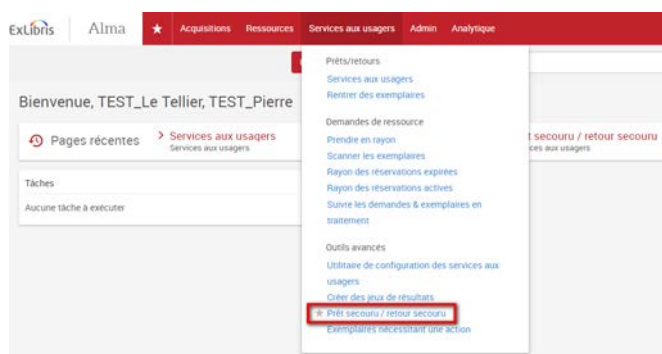 ExLibris Alma ★ Acquisitions Ressources Services aux usagers Admin Analytique
Bienvenue, TEST_Le Tellier, TEST_Pierre
Pages récentes > Services aux usagers
Services aux usagers
Tâches
Aucune tâche à exécuter
Prêts/retours
Services aux usagers
Rentrer des exemplaires
Demandes de ressource
Prendre en rayon
Scanner les exemplaires
Rayon des réservations expirées
Rayon des réservations actives
Suivre les demandes & exemplaires en
traitement
Outils avancés
Utilitaire de configuration des services aux
usagers
Créer des jeux de résultats
★ Prêt secouru / retour secouru
Exemplaires nécessitant une action
secouru / retour secouru
ces aux usagers